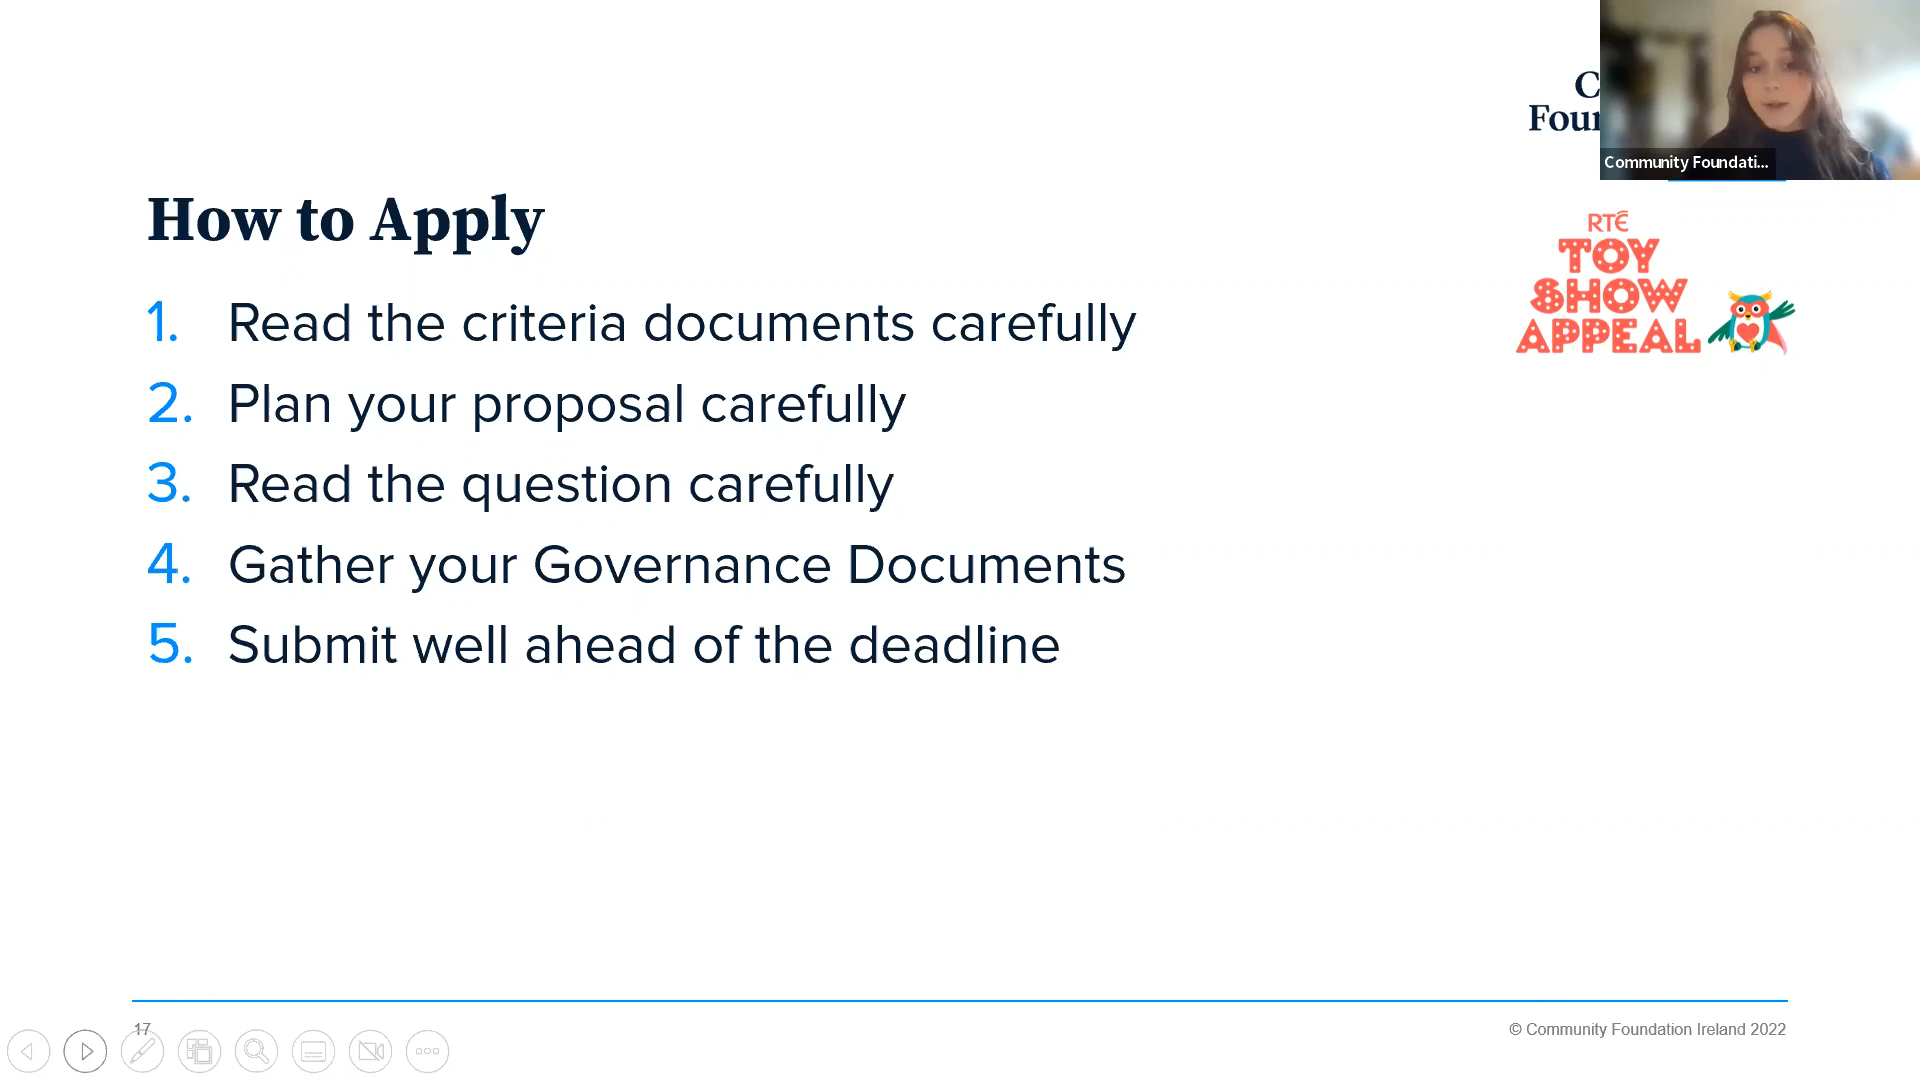 C
Four
Community Foundati...
How to Apply
RTÉ
TOY
SHOW
APPEAL
1. Read the criteria documents carefully
2. Plan your proposal carefully
3. Read the question carefully
4. Gather your Governance Documents
5. Submit well ahead of the deadline
17
© Community Foundation Ireland 2022